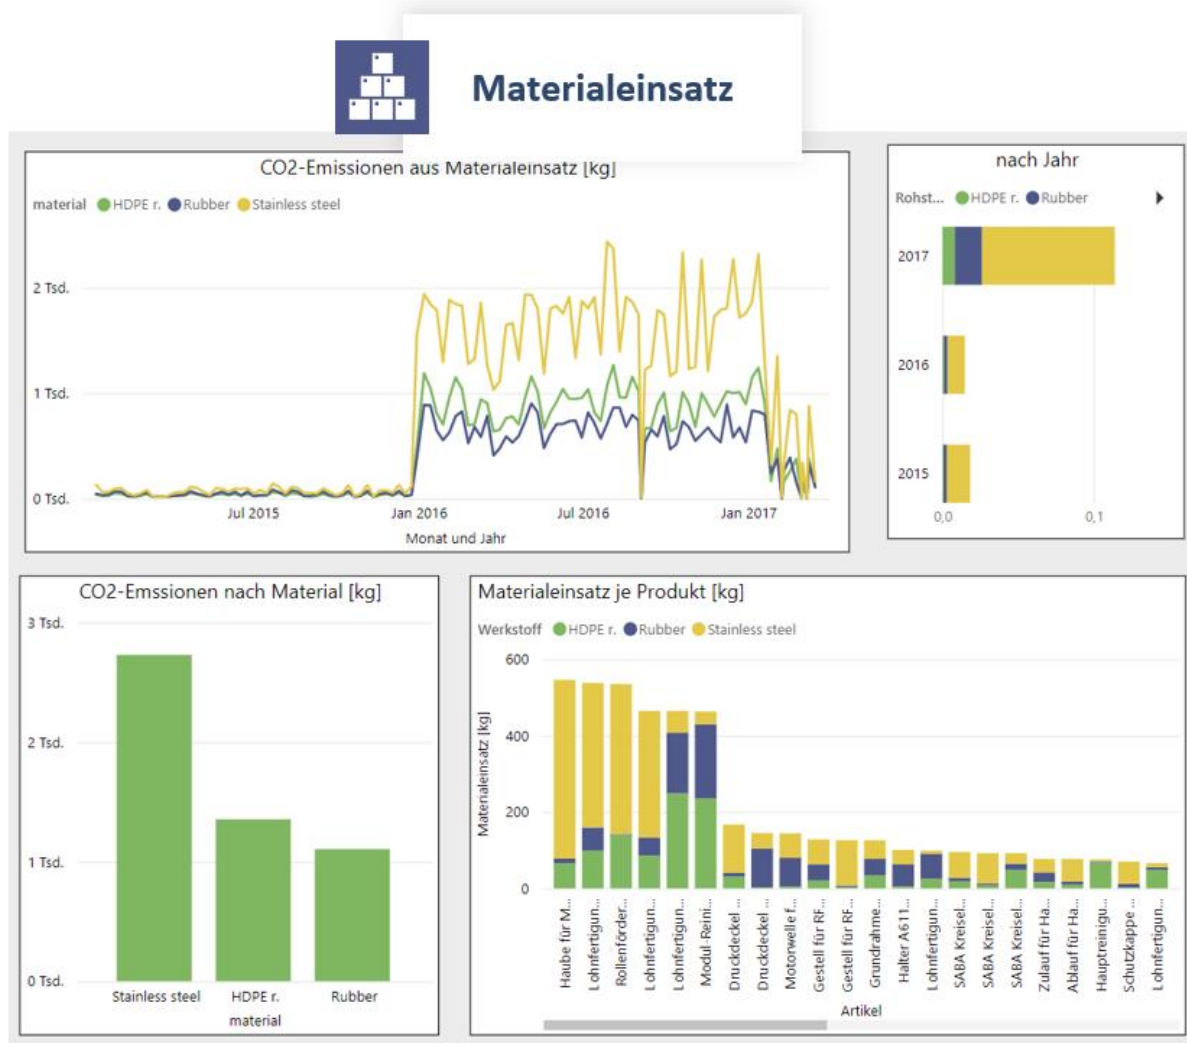 Materialeinsatz
CO2-Emissionen aus Materialeinsatz [kg]
material HDPE r. Rubber Stainless steel
2 Tsd.
1 Tsd.
0 Tsd.
Jul 2015 Jan 2016 Jul 2016 Jan 2017
Monat und Jahr
nach Jahr
Rohst... HDPE r. Rubber
2017
2016
2015
0,0 0,1
CO2-Emssionen nach Material [kg]
3 Tsd.
2 Tsd.
1 Tsd.
0 Tsd.
Stainless steel HDPE r. Rubber
material
Materialeinsatz je Produkt [kg]
Werkstoff HDPE r. Rubber Stainless steel
Materialeinsatz [kg]
600
400
200
0
Haube für M...
Lohnfertigun...
Rollenförder...
Lohnfertigun...
Lohnfertigun...
Modul-Reini...
Druckdeckel ...
Druckdeckel ...
Motorwelle f...
Gestell für RF...
Gestell für RF...
Grundrahme...
Halter A611...
Lohnfertigun...
SABA Kreisel...
SABA Kreisel...
SABA Kreisel...
Zulauf für Ha...
Ablauf für Ha...
Hauptreinigu...
Schutzkappe ...
Lohnfertigun...
Artikel